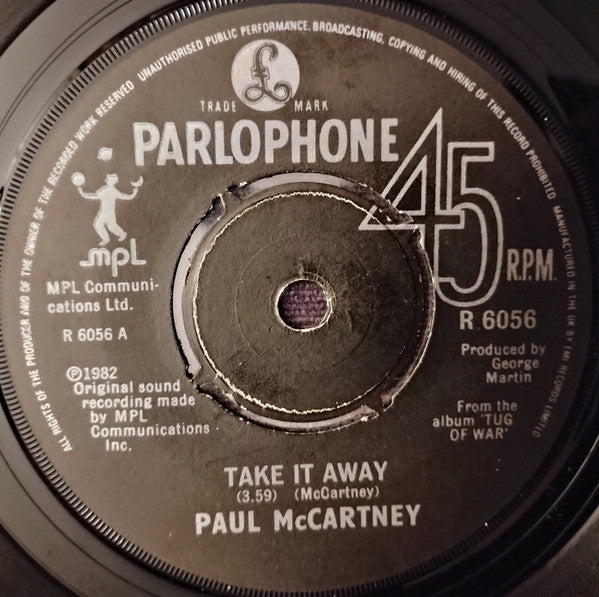 ALL RIGHTS OF THE PRODUCER AND OF THE OWNER OF THE RECORDED WORK RESERVED. UNAUTHORISED PUBLIC PERFORMANCE, BROADCASTING, COPYING AND HIRING OF THIS RECORD PROHIBITED. MANUFACTURED IN THE UK BY EMI RECORDS LIMITED
£
TRADE MARK
PARLOPHONE
45
R.P.M.
mpL
MPL Communi-
cations Ltd.
R 6056 A
℗1982
Original sound
recording made
by MPL
Communications
Inc.
R 6056
Produced by
George
Martin
From the
album 'TUG
OF WAR'
TAKE IT AWAY
(3.59) (McCartney)
PAUL McCARTNEY